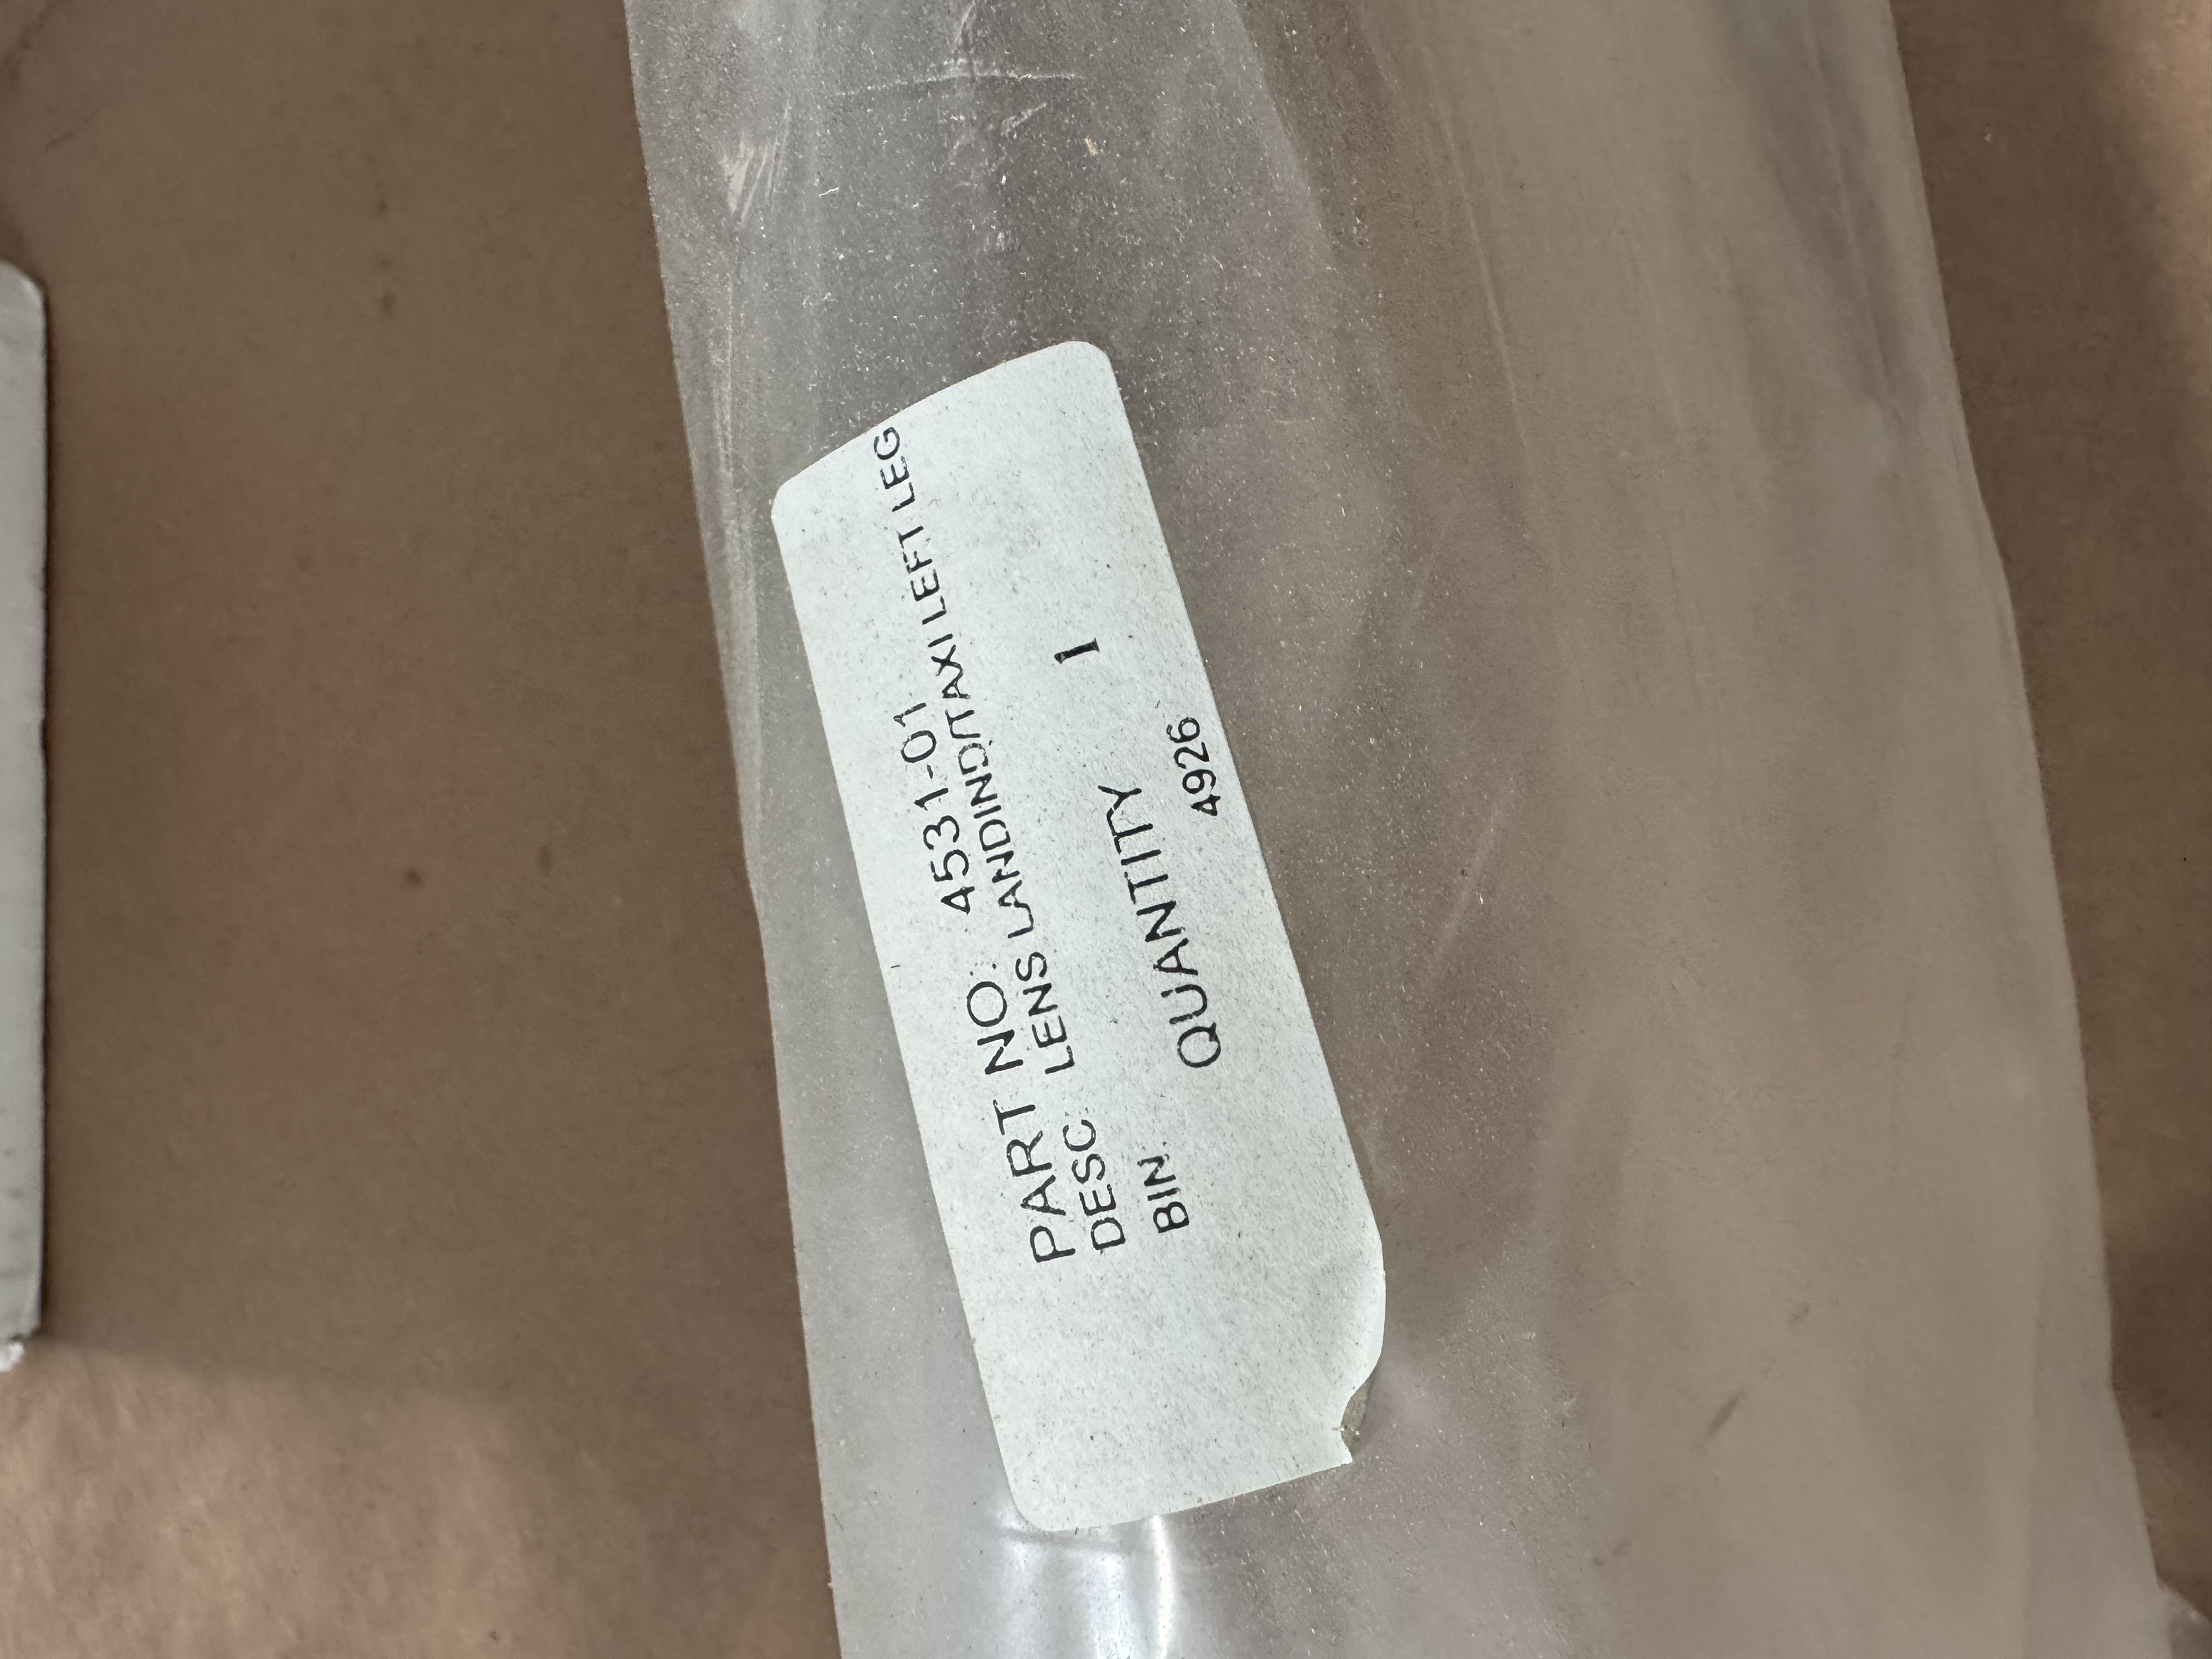 PART NO: 4531-01
DESC: LENS LANDIND/TAXI LEFT LEG
BIN: QUANTITY 1
4926